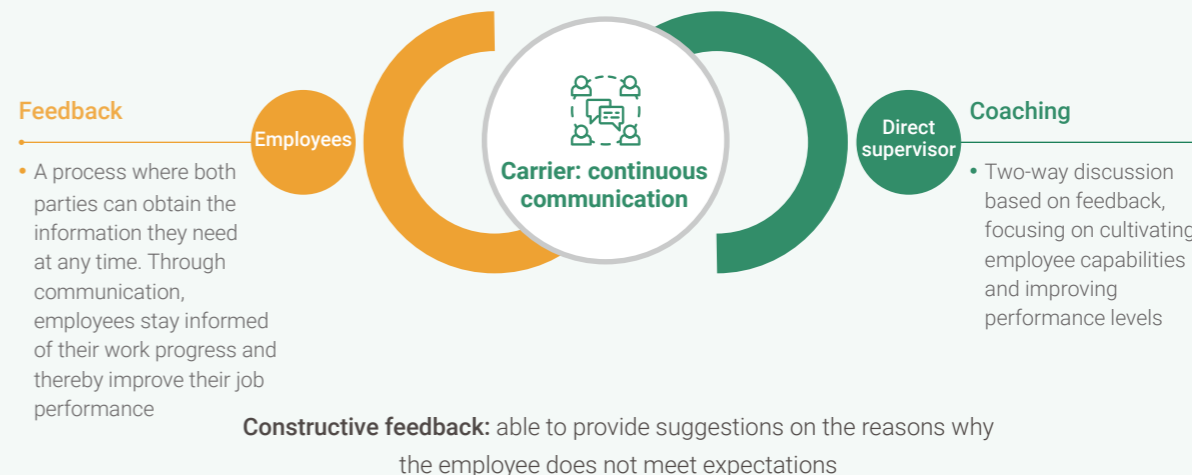 Feedback
Employees
• A process where both
parties can obtain the
information they need
at any time. Through
communication,
employees stay informed
of their work progress and
thereby improve their job
performance
Carrier: continuous
communication
Direct
supervisor
Coaching
• Two-way discussion
based on feedback,
focusing on cultivating
employee capabilities
and improving
performance levels
Constructive feedback: able to provide suggestions on the reasons why
the employee does not meet expectations